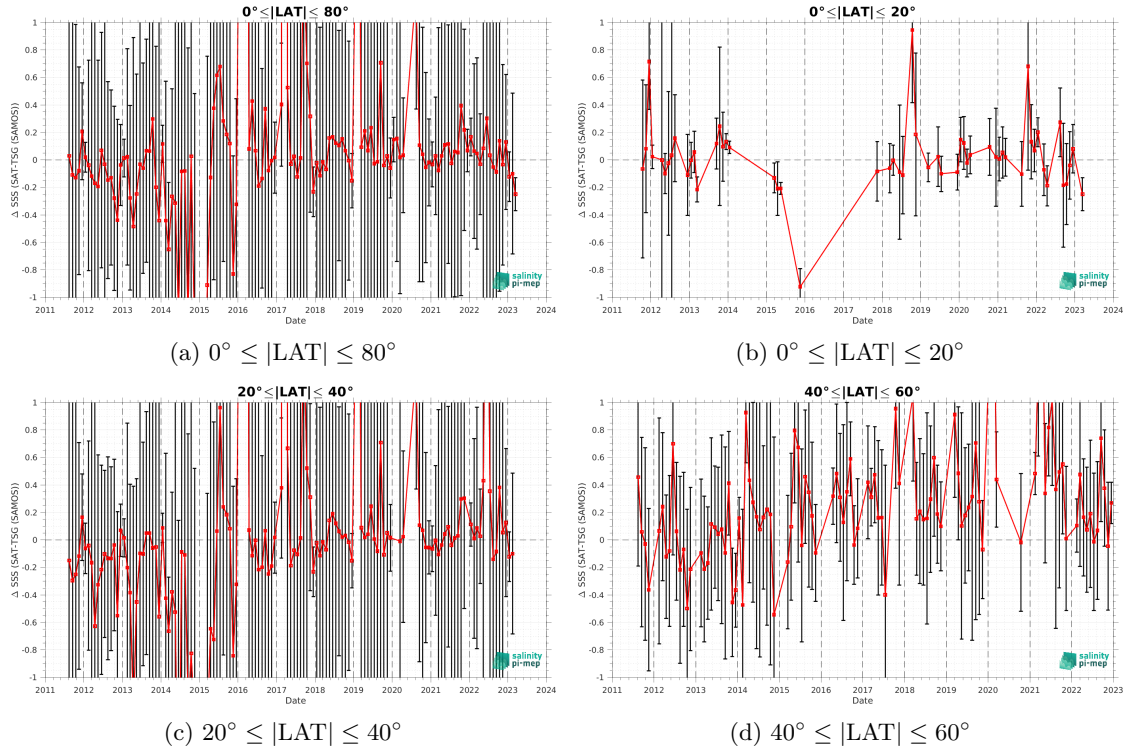 0°≤|LAT|≤ 80°
Δ SSS (SAT-TSG (SAMOS))
1
0.8
0.6
0.4
0.2
0
-0.2
-0.4
-0.6
-0.8
-1
2011 2012 2013 2014 2015 2016 2017 2018 2019 2020 2021 2022 2023 2024
Date
salinity
pi-mep
(a) 0° ≤ |LAT| ≤ 80°
0°≤|LAT|≤ 20°
Δ SSS (SAT-TSG (SAMOS))
1
0.8
0.6
0.4
0.2
0
-0.2
-0.4
-0.6
-0.8
-1
2011 2012 2013 2014 2015 2016 2017 2018 2019 2020 2021 2022 2023 2024
Date
salinity
pi-mep
(b) 0° ≤ |LAT| ≤ 20°
20°≤|LAT|≤ 40°
Δ SSS (SAT-TSG (SAMOS))
1
0.8
0.6
0.4
0.2
0
-0.2
-0.4
-0.6
-0.8
-1
2011 2012 2013 2014 2015 2016 2017 2018 2019 2020 2021 2022 2023 2024
Date
salinity
pi-mep
(c) 20° ≤ |LAT| ≤ 40°
40°≤|LAT|≤ 60°
Δ SSS (SAT-TSG (SAMOS))
1
0.8
0.6
0.4
0.2
0
-0.2
-0.4
-0.6
-0.8
-1
2011 2012 2013 2014 2015 2016 2017 2018 2019 2020 2021 2022 2023
Date
salinity
pi-mep
(d) 40° ≤ |LAT| ≤ 60°